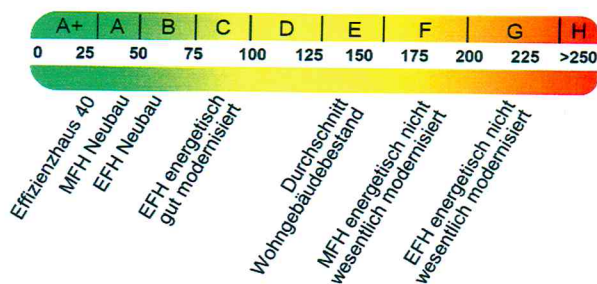 A+ A B C D E F G H
0 25 50 75 100 125 150 175 200 225 >250
Effizienzhaus 40
MFH Neubau
EFH Neubau
EFH energetisch
gut modernisiert
Durchschnitt
Wohngebäudebestand
MFH energetisch nicht
wesentlich modernisiert
EFH energetisch nicht
wesentlich modernisiert